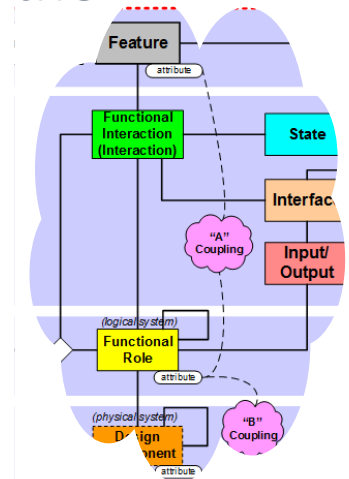 Feature
attribute
Functional
Interaction
(Interaction)
State
Interfac
"A"
Coupling
Input/
Output
(logical system)
Functional
Role
attribute
(physical system)
"B"
Coupling
attribute